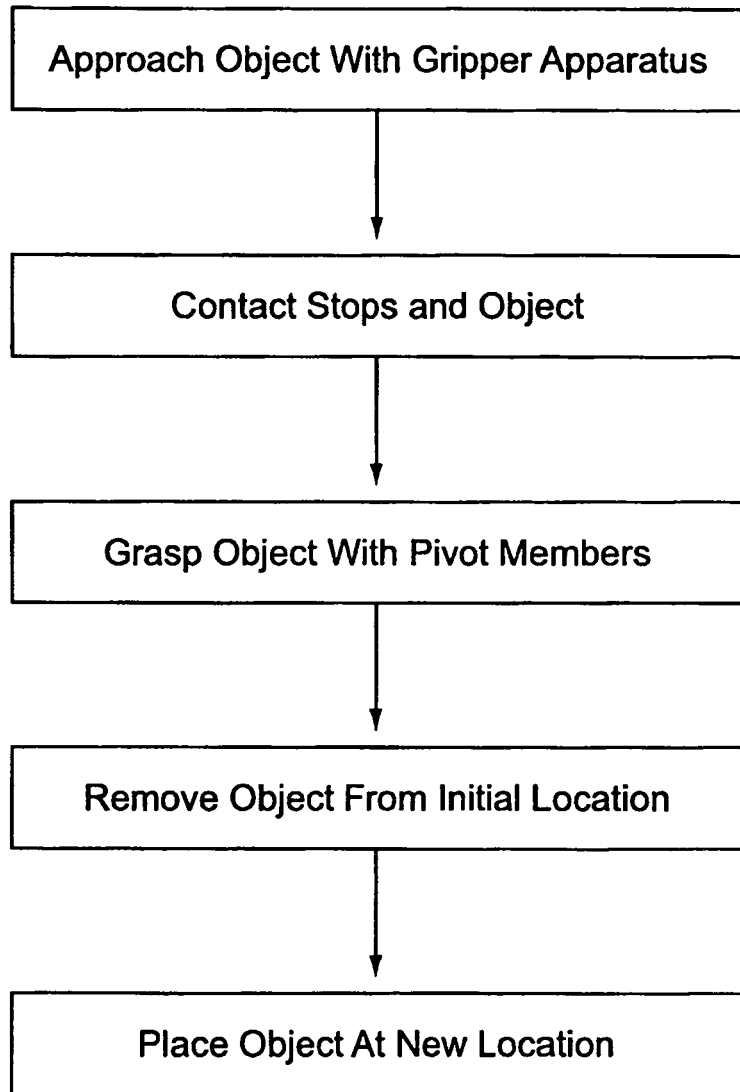 Approach Object With Gripper Apparatus
Contact Stops and Object
Grasp Object With Pivot Members
Remove Object From Initial Location
Place Object At New Location